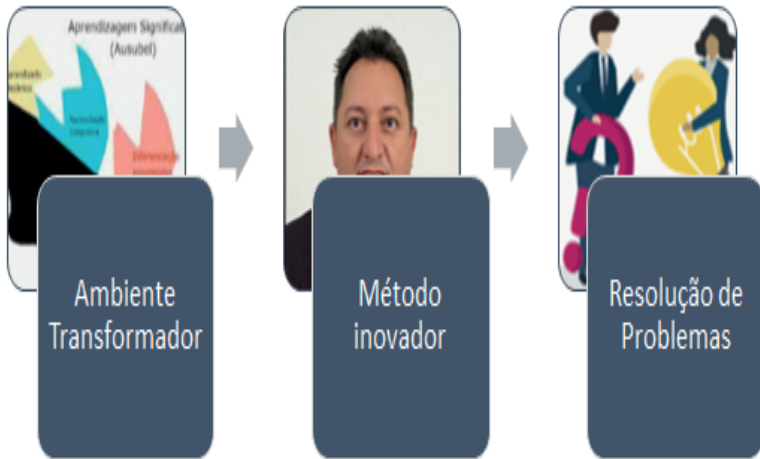 Aprendizagem Significat
(Ausubel)
Ambiente
Transformador
Método
inovador
Resolução de
Problemas